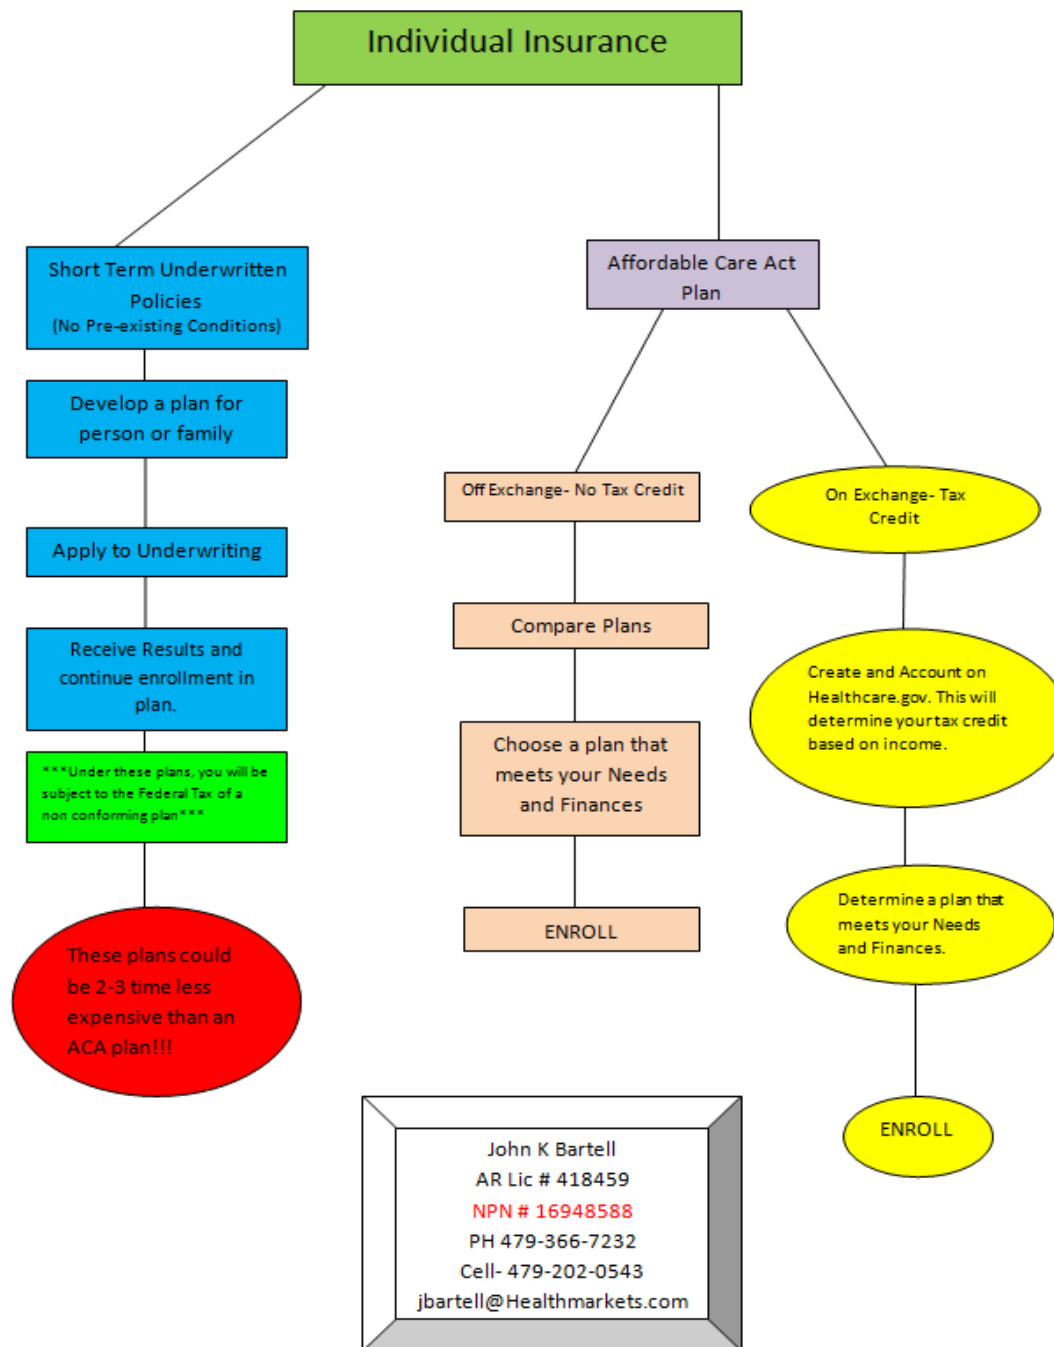 Individual Insurance
Short Term Underwritten
Policies
(No Pre-existing Conditions)
Develop a plan for
person or family
Apply to Underwriting
Receive Results and
continue enrollment in
plan.
***Under these plans, you will be
subject to the Federal Tax of a
non conforming plan***
These plans could
be 2-3 time less
expensive than an
ACA plan!!!
Affordable Care Act
Plan
Off Exchange- No Tax Credit
Compare Plans
Choose a plan that
meets your Needs
and Finances
ENROLL
On Exchange- Tax
Credit
Create and Account on
Healthcare.gov. This will
determine your tax credit
based on income.
Determine a plan that
meets your Needs
and Finances.
ENROLL
John K Bartell
AR Lic # 418459
NPN # 16948588
PH 479-366-7232
Cell- 479-202-0543
jbartell@Healthmarkets.com